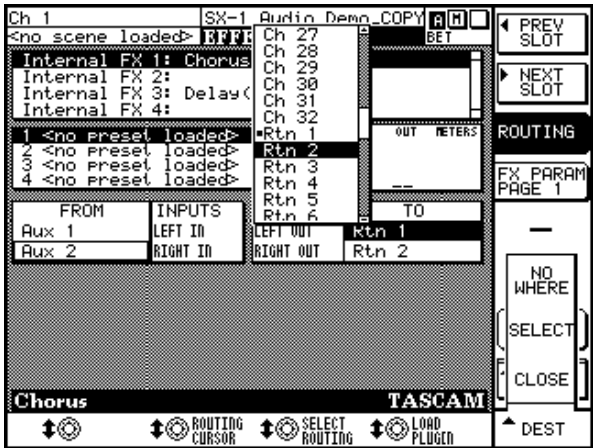 Ch 1
SX-1 Audio Demo_COPY
A M
<no scene loaded>
EFFE
BET
Internal FX 1: Chorus
Internal FX 2:
Internal FX 3: Delay(
Internal FX 4:
1 <no preset loaded>
2 <no preset loaded>
3 <no preset loaded>
4 <no preset loaded>
Ch 27
Ch 28
Ch 29
Ch 30
Ch 31
Ch 32
Rtn 1
Rtn 2
Rtn 3
Rtn 4
Rtn 5
Rtn 6
OUT METERS
FROM
Aux 1
Aux 2
INPUTS
LEFT IN
RIGHT IN
LEFT OUT
RIGHT OUT
TO
Rtn 1
Rtn 2
Chorus
TASCAM
ROUTING CURSOR
SELECT ROUTING
LOAD PLUGIN
PREV SLOT
NEXT SLOT
ROUTING
FX PARAM PAGE 1
NO WHERE
SELECT
CLOSE
DEST